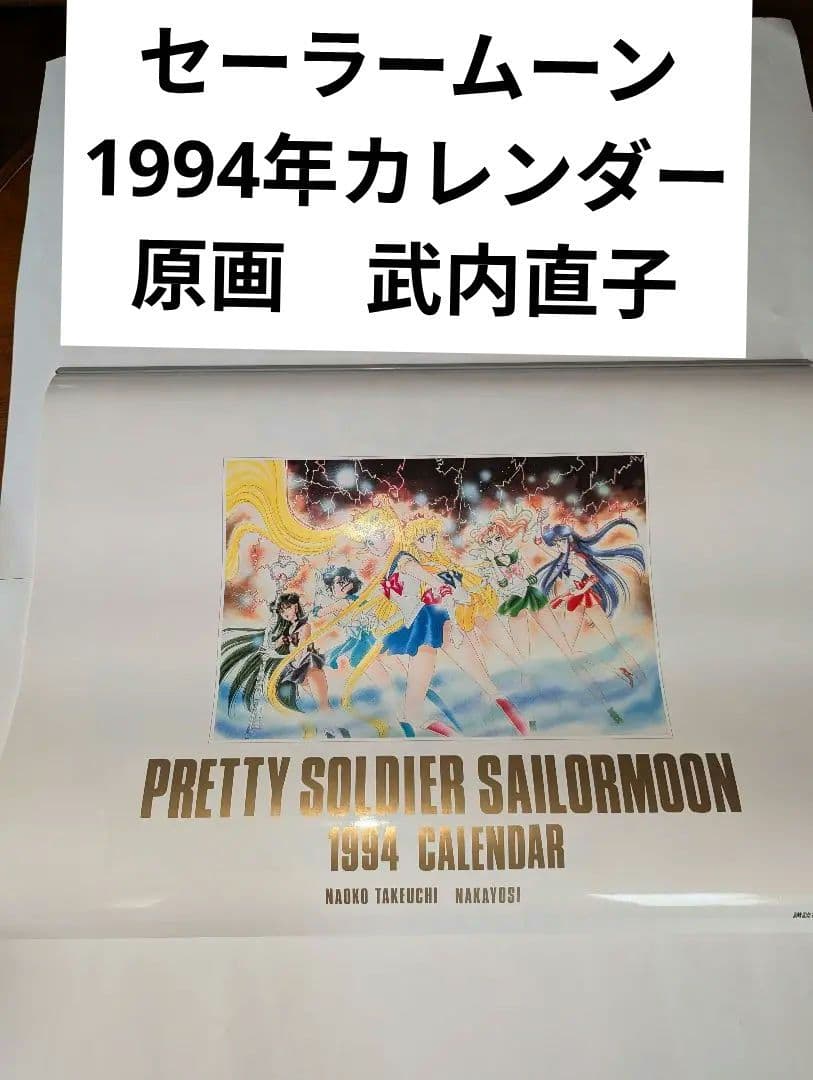 セーラームーン
1994年カレンダー
原画　武内直子
PRETTY SOLDIER SAILORMOON
1994 CALENDAR
NAOKO TAKEUCHI NAKAYOSI